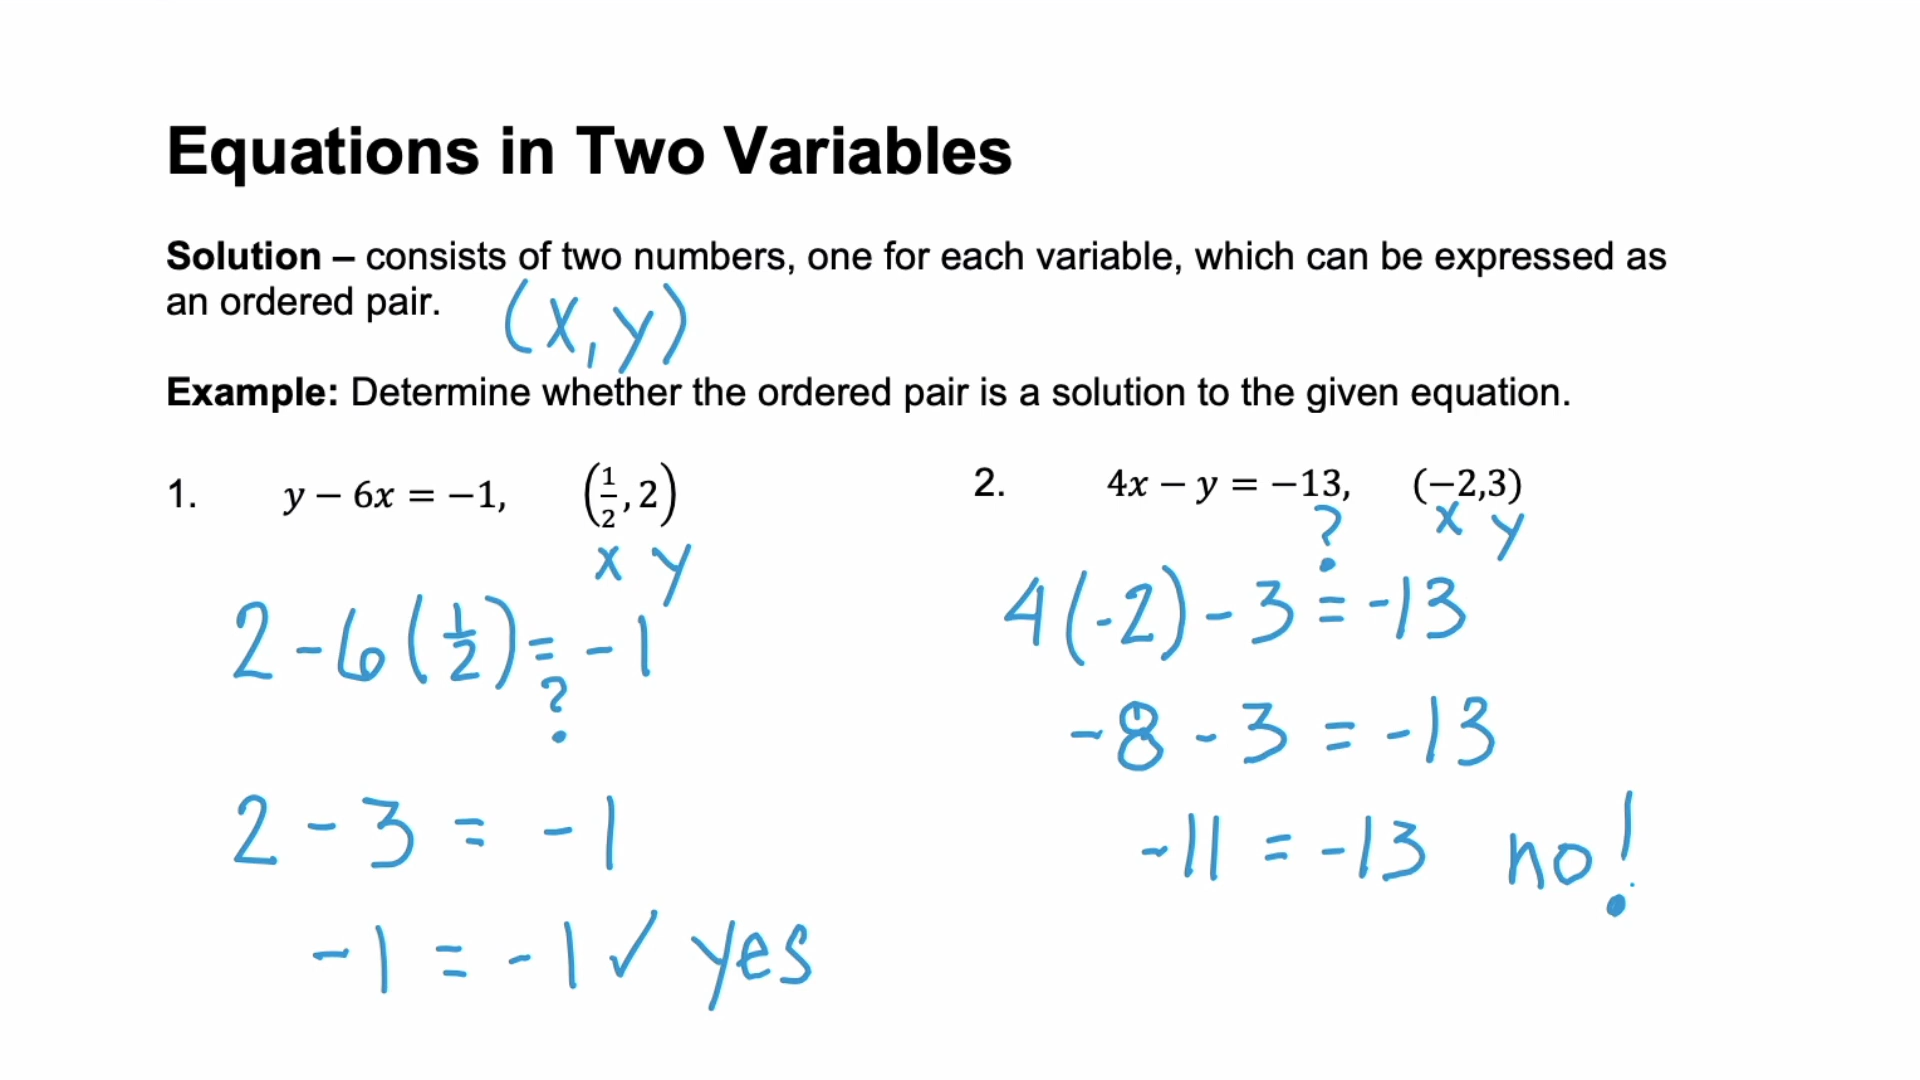 Equations in Two Variables
Solution – consists of two numbers, one for each variable, which can be expressed as
an ordered pair.
(x, y)
Example: Determine whether the ordered pair is a solution to the given equation.
1. y − 6x = −1, (1/2, 2)
x y
2 - 6(1/2) = -1
?
2 - 3 = -1
-1 = -1 ✓ yes
2. 4x − y = −13, (−2,3)
x y
?
4(-2) - 3 = -13
-8 - 3 = -13
-11 = -13 no!